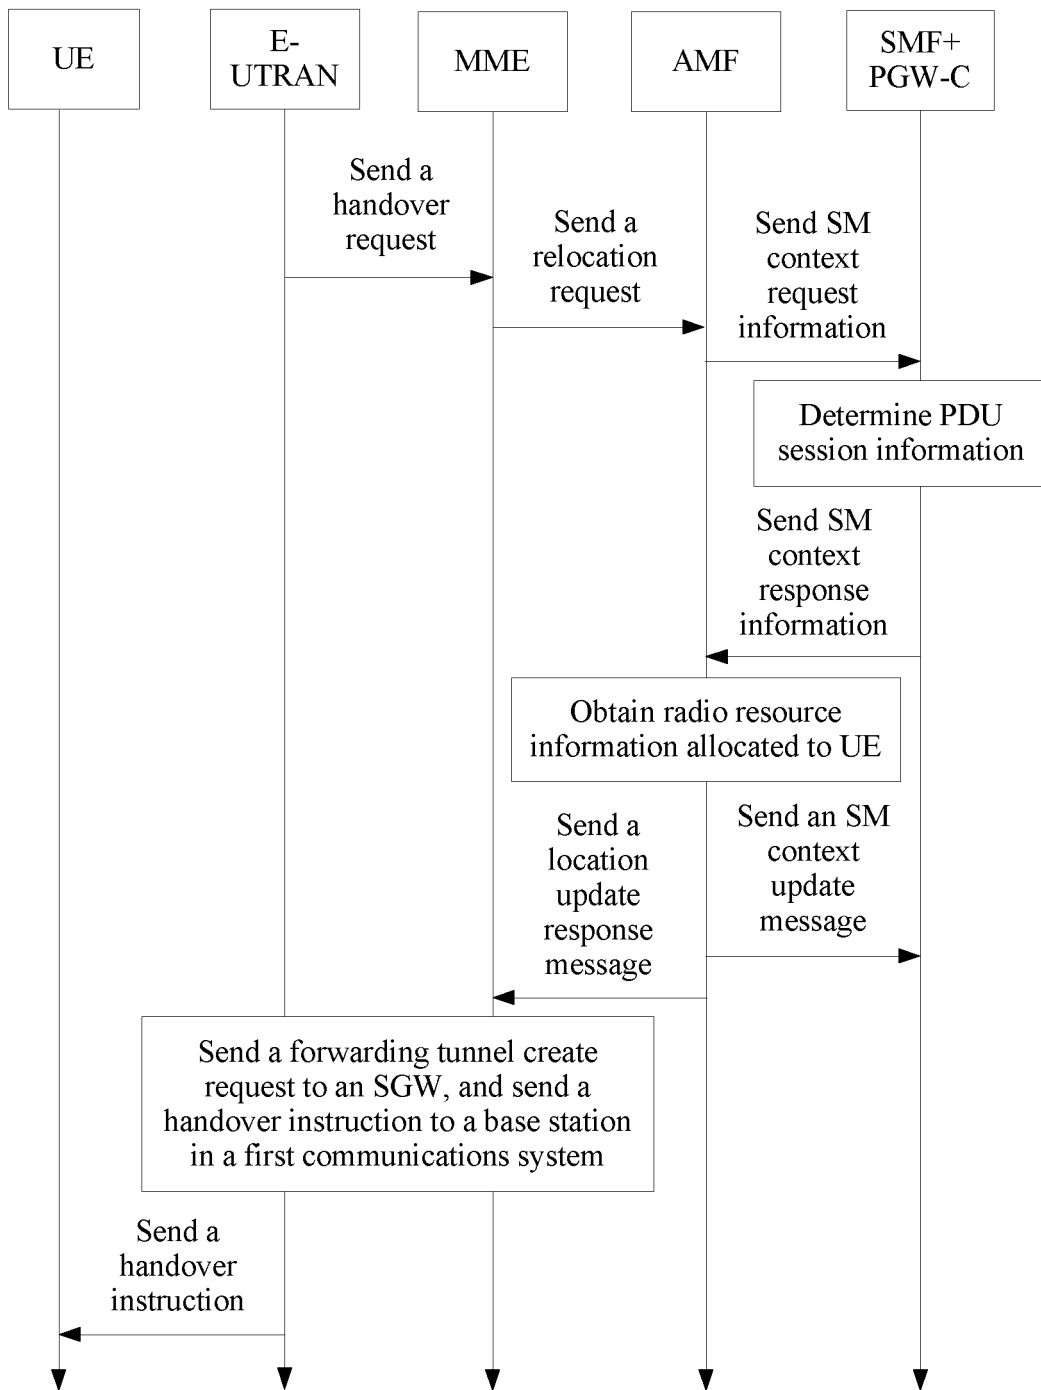 UE
E-
UTRAN
MME
AMF
SMF+
PGW-C
Send a
handover
request
Send a
relocation
request
Send SM
context
request
information
Determine PDU
session information
Send SM
context
response
information
Obtain radio resource
information allocated to UE
Send a
location
update
response
message
Send an SM
context
update
message
Send a forwarding tunnel create
request to an SGW, and send a
handover instruction to a base station
in a first communications system
Send a
handover
instruction